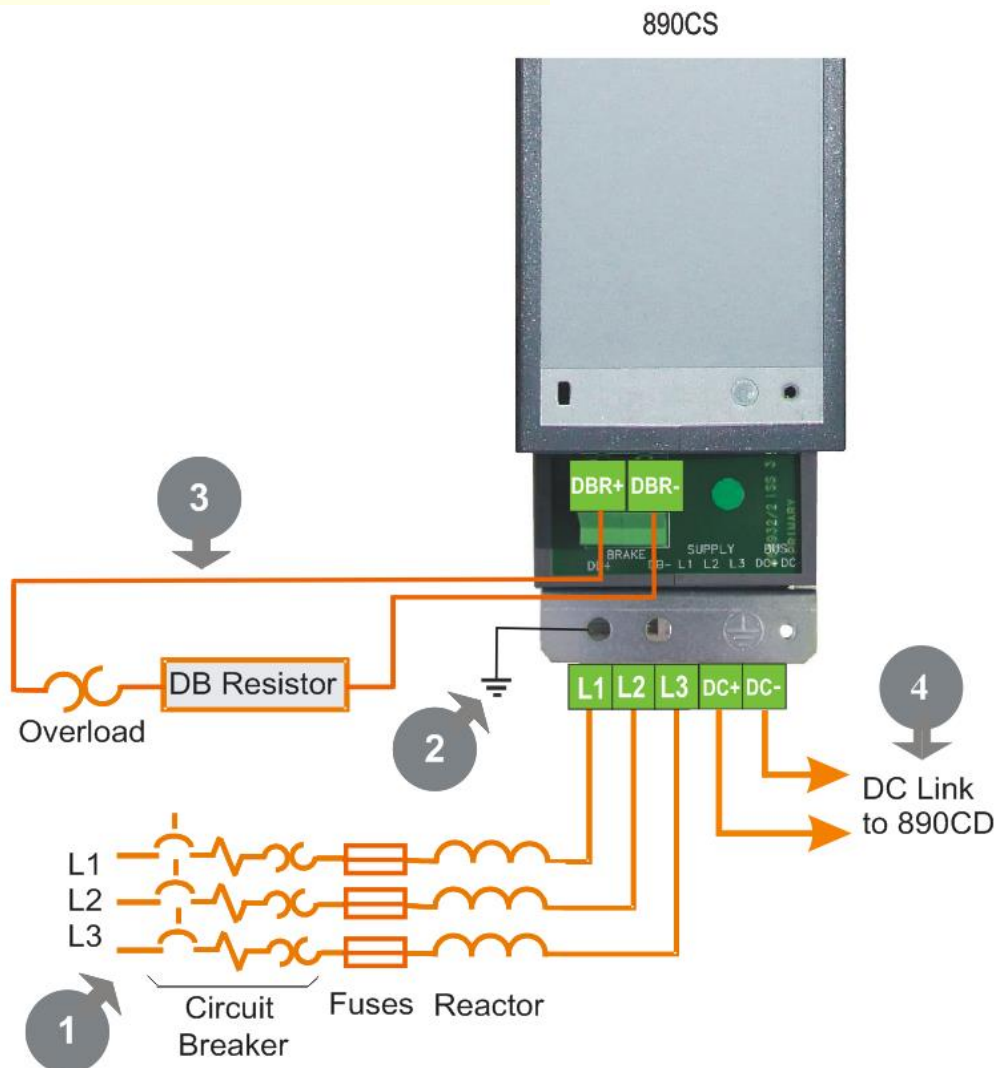 890CS
DBR+ DBR-
BRAKE SUPPLY BUS
DB- L1 L2 L3 DC+ DC
PRIMARY
3
DB Resistor
Overload
2
L1 L2 L3 DC+ DC-
4
DC Link
to 890CD
L1
L2
L3
1
Circuit
Breaker
Fuses Reactor